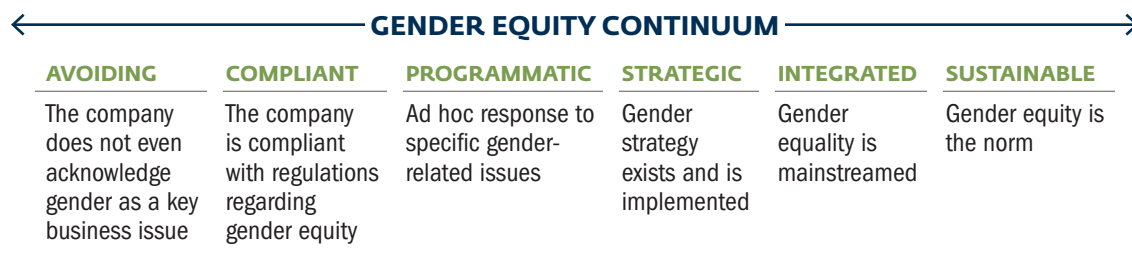 GENDER EQUITY CONTINUUM
AVOIDING
The company
does not even
acknowledge
gender as a key
business issue
COMPLIANT
The company
is compliant
with regulations
regarding
gender equity
PROGRAMMATIC
Ad hoc response to
specific gender-
related issues
STRATEGIC
Gender
strategy
exists and is
implemented
INTEGRATED
Gender
equality is
mainstreamed
SUSTAINABLE
Gender equity is
the norm